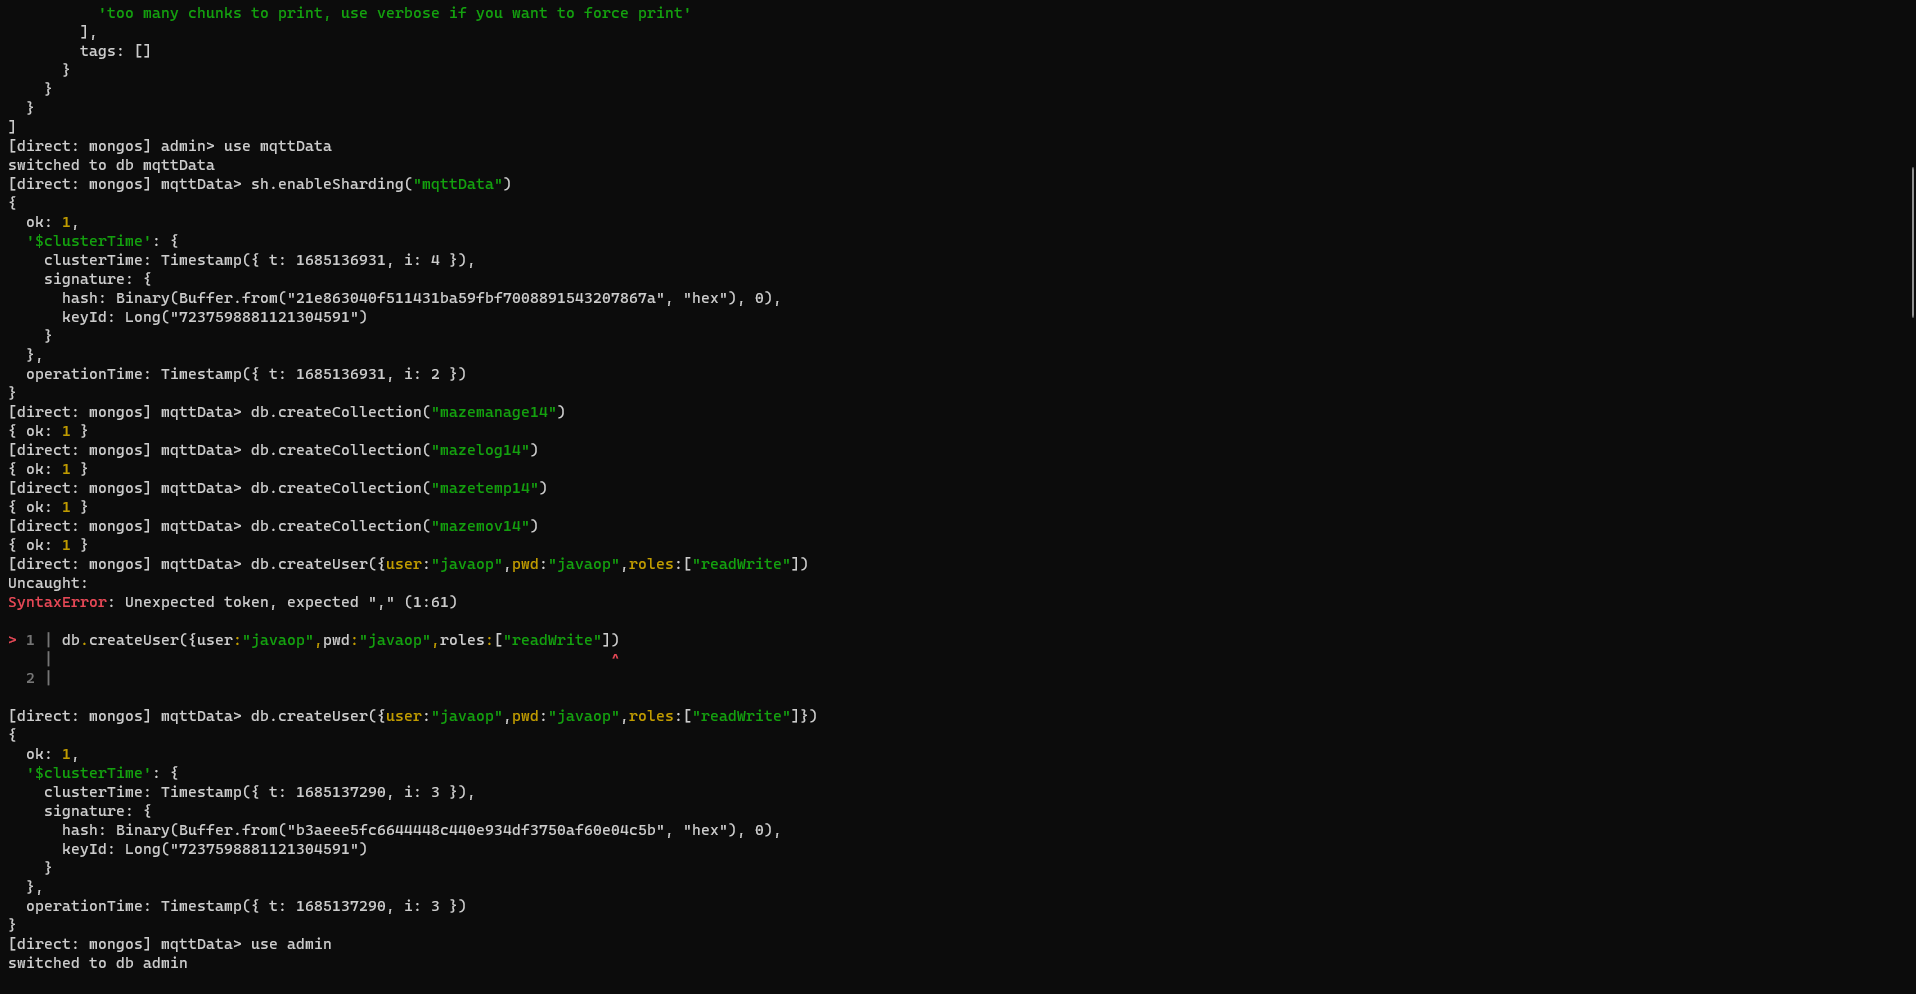 'too many chunks to print, use verbose if you want to force print'
        ],
        tags: []
      }
    }
  }
]
[direct: mongos] admin> use mqttData
switched to db mqttData
[direct: mongos] mqttData> sh.enableSharding("mqttData")
{
  ok: 1,
  '$clusterTime': {
    clusterTime: Timestamp({ t: 1685136931, i: 4 }),
    signature: {
      hash: Binary(Buffer.from("21e863040f511431ba59fbf7008891543207867a", "hex"), 0),
      keyId: Long("7237598881121304591")
    }
  },
  operationTime: Timestamp({ t: 1685136931, i: 2 })
}
[direct: mongos] mqttData> db.createCollection("mazemanage14")
{ ok: 1 }
[direct: mongos] mqttData> db.createCollection("mazelog14")
{ ok: 1 }
[direct: mongos] mqttData> db.createCollection("mazetemp14")
{ ok: 1 }
[direct: mongos] mqttData> db.createCollection("mazemov14")
{ ok: 1 }
[direct: mongos] mqttData> db.createUser({user:"javaop",pwd:"javaop",roles:["readWrite"])
Uncaught:
SyntaxError: Unexpected token, expected "," (1:61)

> 1 | db.createUser({user:"javaop",pwd:"javaop",roles:["readWrite"])
    |                                                              ^
  2 |

[direct: mongos] mqttData> db.createUser({user:"javaop",pwd:"javaop",roles:["readWrite"]})
{
  ok: 1,
  '$clusterTime': {
    clusterTime: Timestamp({ t: 1685137290, i: 3 }),
    signature: {
      hash: Binary(Buffer.from("b3aeee5fc6644448c440e934df3750af60e04c5b", "hex"), 0),
      keyId: Long("7237598881121304591")
    }
  },
  operationTime: Timestamp({ t: 1685137290, i: 3 })
}
[direct: mongos] mqttData> use admin
switched to db admin